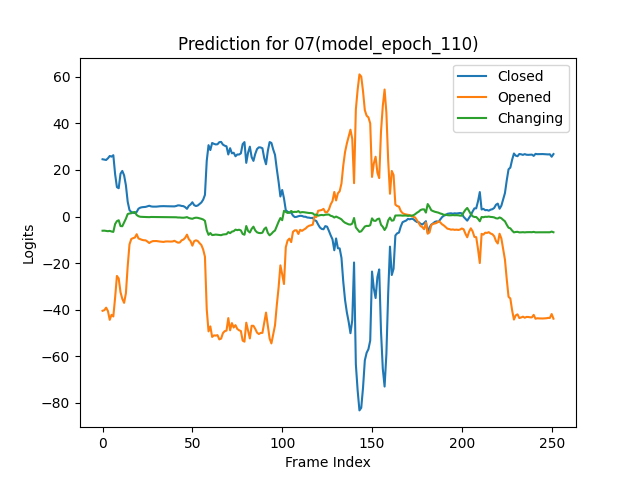 Prediction for 07(model_epoch_110)
Closed
Opened
Changing
60
40
20
0
−20
−40
−60
−80
Logits
0 50 100 150 200 250
Frame Index